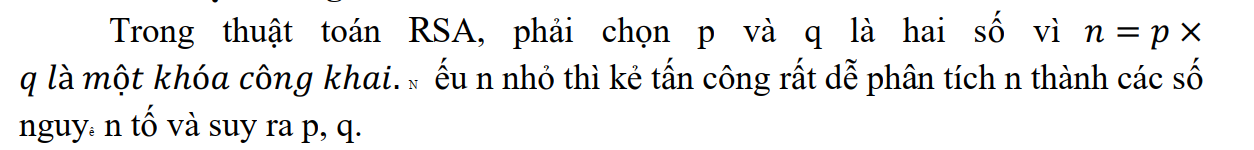 Trong thuật toán RSA, phải chọn p và q là hai số vì n = p ×
q là một khóa công khai. N ếu n nhỏ thì kẻ tấn công rất dễ phân tích n thành các số
nguyê n tố và suy ra p, q.